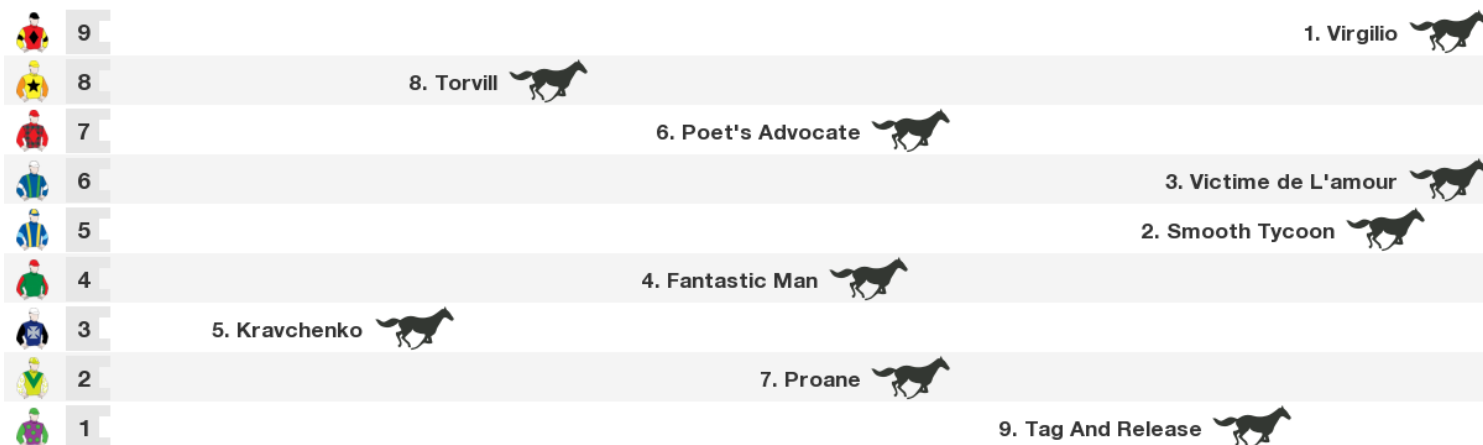 9 1. Virgilio
8 8. Torvill
7 6. Poet's Advocate
6 3. Victime de L'amour
5 2. Smooth Tycoon
4 4. Fantastic Man
3 5. Kravchenko
2 7. Proane
1 9. Tag And Release